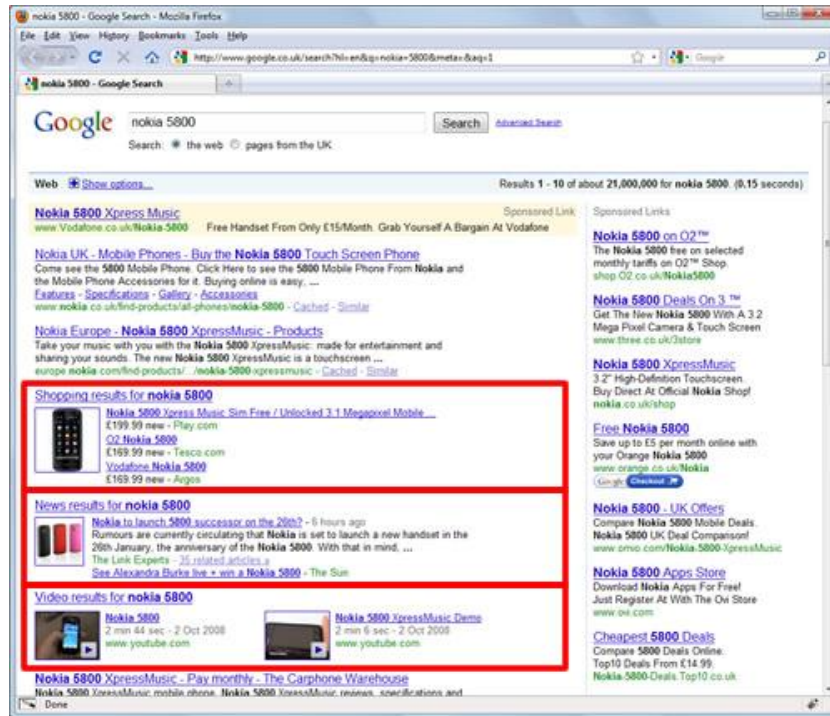 nokia 5800 - Google Search - Mozilla Firefox
File Edit View History Bookmarks Tools Help
http://www.google.co.uk/search?hl=en&q=nokia+5800&meta=&aq=1
Google
nokia 5800 - Google Search
Google
nokia 5800
Search
Advanced Search
Search: the web pages from the UK
Web Show options...
Results 1 - 10 of about 21,000,000 for nokia 5800. (0.15 seconds)
Nokia 5800 Xpress Music
Sponsored Link
www.Vodafone.co.uk/Nokia-5800 Free Handset From Only £15/Month. Grab Yourself A Bargain At Vodafone
Nokia UK - Mobile Phones - Buy the Nokia 5800 Touch Screen Phone
Come see the 5800 Mobile Phone. Click Here to see the 5800 Mobile Phone From Nokia and
the Mobile Phone Accessories for it. Buying online is easy, ...
Features - Specifications - Gallery - Accessories
www.nokia.co.uk/find-products/all-phones/nokia-5800 - Cached - Similar
Nokia Europe - Nokia 5800 XpressMusic - Products
Take your music with you with the Nokia 5800 XpressMusic: made for entertainment and
sharing your sounds. The new Nokia 5800 XpressMusic is a touchscreen ...
europe.nokia.com/find-products/.../nokia-5800-xpressmusic - Cached - Similar
Shopping results for nokia 5800
Nokia 5800 Xpress Music Sim Free / Unlocked 3.1 Megapixel Mobile ...
£199.99 new - Play.com
O2 Nokia 5800
£169.99 new - Tesco.com
Vodafone Nokia 5800
£169.99 new - Argos
News results for nokia 5800
Nokia to launch 5800 successor on the 26th? - 6 hours ago
Rumours are currently circulating that Nokia is set to launch a new handset in the
26th January, the anniversary of the Nokia 5800. With that in mind, ...
The Link Experts - 35 related articles »
See Alexandra Burke live + win a Nokia 5800 - The Sun
Video results for nokia 5800
Nokia 5800
2 min 44 sec - 2 Oct 2008
www.youtube.com
Nokia 5800 XpressMusic Demo
2 min 6 sec - 2 Oct 2008
www.youtube.com
Nokia 5800 XpressMusic - Pay monthly - The Carphone Warehouse
Nokia 5800 XpressMusic mobile phone. Nokia 5800 XpressMusic reviews, specifications and
Sponsored Links
Nokia 5800 on O2™
The Nokia 5800 free on selected
monthly tariffs on O2™ Shop.
shop.O2.co.uk/Nokia5800
Nokia 5800 Deals On 3 ™
Get The New Nokia 5800 With A 3.2
Mega Pixel Camera & Touch Screen
www.three.co.uk/3store
Nokia 5800 XpressMusic
3.2" High-Definition Touchscreen.
Buy Direct At Official Nokia Shop!
nokia.co.uk/shop
Free Nokia 5800
Save up to £5 per month online with
your Orange Nokia 5800
www.orange.co.uk/Nokia
Google Checkout
Nokia 5800 - UK Offers
Compare Nokia 5800 Mobile Deals.
Nokia 5800 UK Deal Comparison!
www.omio.com/Nokia-5800-XpressMusic
Nokia 5800 Apps Store
Download Nokia Apps For Free!
Just Register At With The Ovi Store
www.ovi.com
Cheapest 5800 Deals
Compare 5800 Deals Online.
Top10 Deals From £14.99.
Nokia-5800-Deals.Top10.co.uk
Done